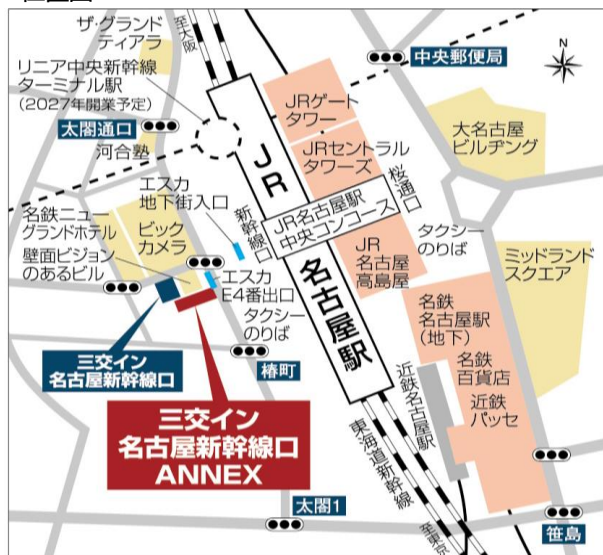 ザ・グランド
ティアラ
至大阪
リニア中央新幹線
ターミナル駅
(2027年開業予定)
太閤通口
河合塾
中央郵便局
N
JRゲート
タワー
JRセントラル
タワーズ
大名古屋
ビルヂング
JR
名古屋駅
エスカ
地下街入口
新幹線口
JR名古屋駅
中央コンコース
桜通口
名鉄ニュー
グランドホテル
ビック
カメラ
壁面ビジョン
のあるビル
エスカ
E4番出口
タクシー
のりば
JR
名古屋
高島屋
タクシー
のりば
ミッドランド
スクエア
名鉄
名古屋駅
(地下)
名鉄
百貨店
近鉄
パッセ
近鉄名古屋駅
三交イン
名古屋新幹線口
椿町
三交イン
名古屋新幹線口
ANNEX
東海道新幹線
至東京
太閤1
笹島